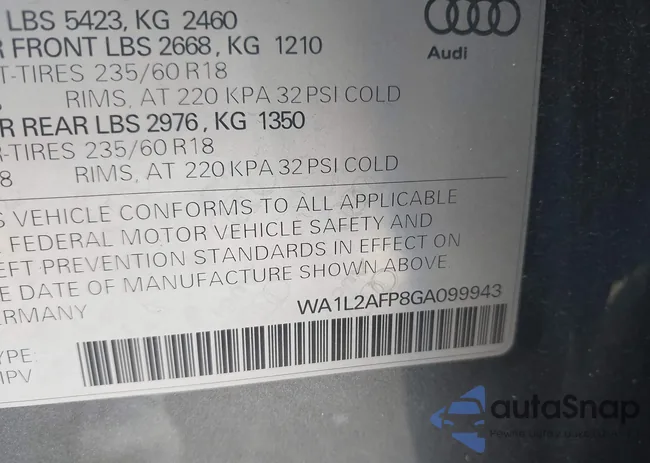 LBS 5423, KG 2460
R FRONT LBS 2668, KG 1210
T-TIRES 235/60 R18
RIMS, AT 220 KPA 32 PSI COLD
R REAR LBS 2976, KG 1350
R-TIRES 235/60 R18
8 RIMS, AT 220 KPA 32 PSI COLD
Audi
S VEHICLE CONFORMS TO ALL APPLICABLE
FEDERAL MOTOR VEHICLE SAFETY AND
EFT PREVENTION STANDARDS IN EFFECT ON
E DATE OF MANUFACTURE SHOWN ABOVE.
ERMANY
WA1L2AFP8GA099943
YPE:
MPV
autaSnap